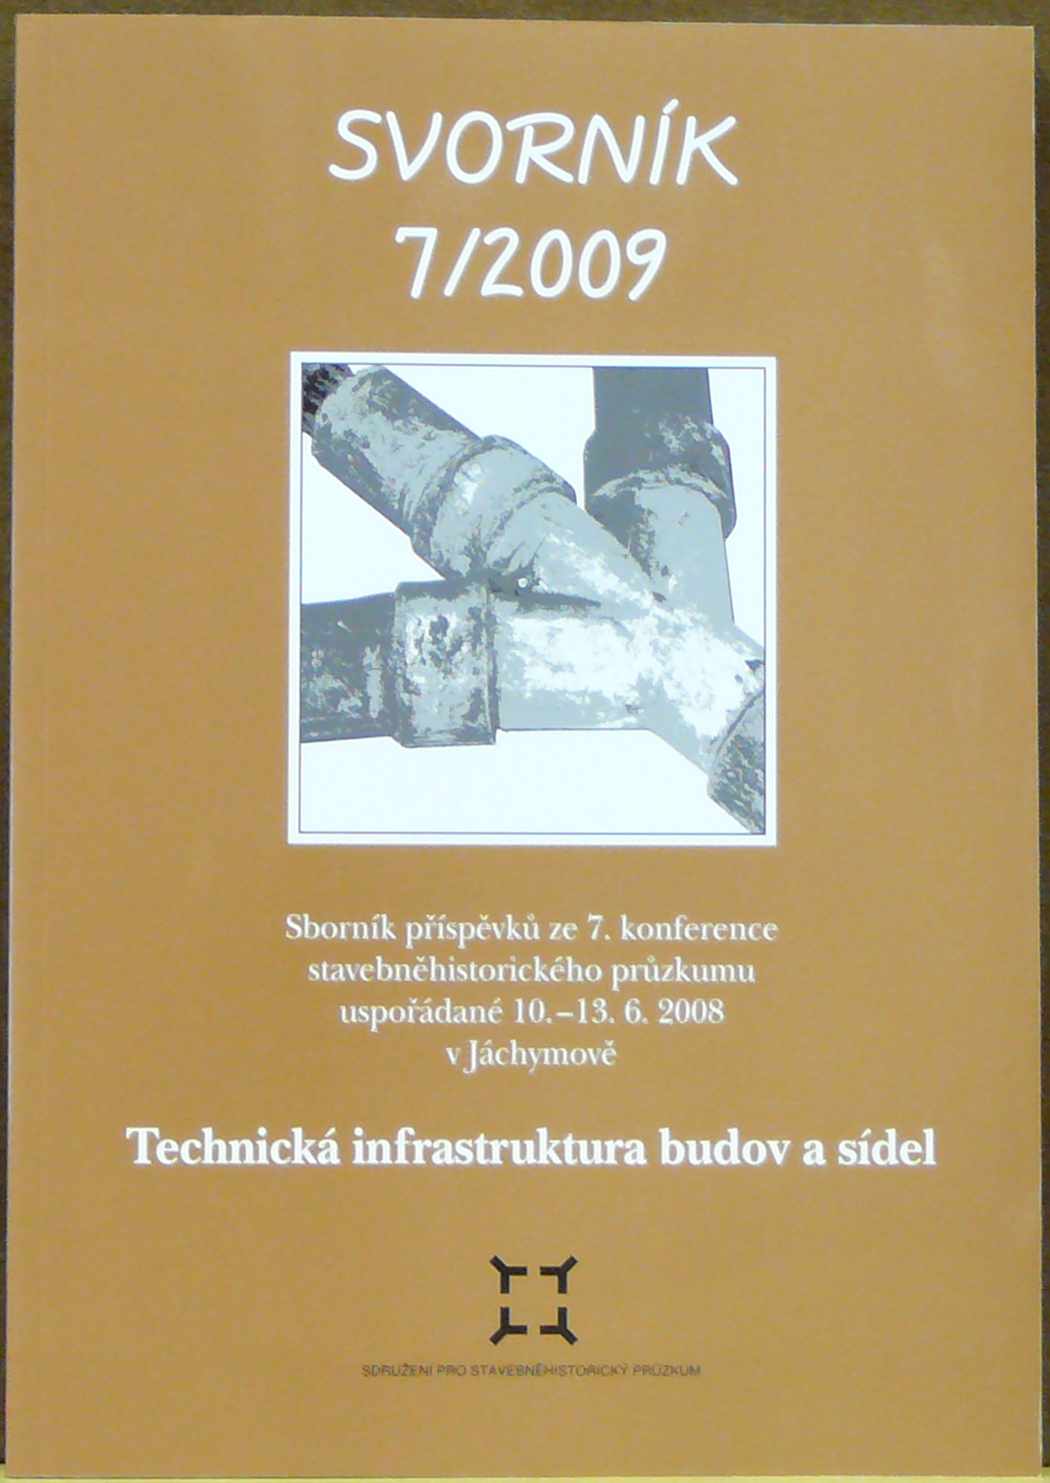 SVORNÍK
7/2009
Sborník příspěvků ze 7. konference
stavebněhistorického průzkumu
uspořádané 10.–13. 6. 2008
v Jáchymově
Technická infrastruktura budov a sídel
SDRUŽENÍ PRO STAVEBNĚHISTORICKÝ PRŮZKUM